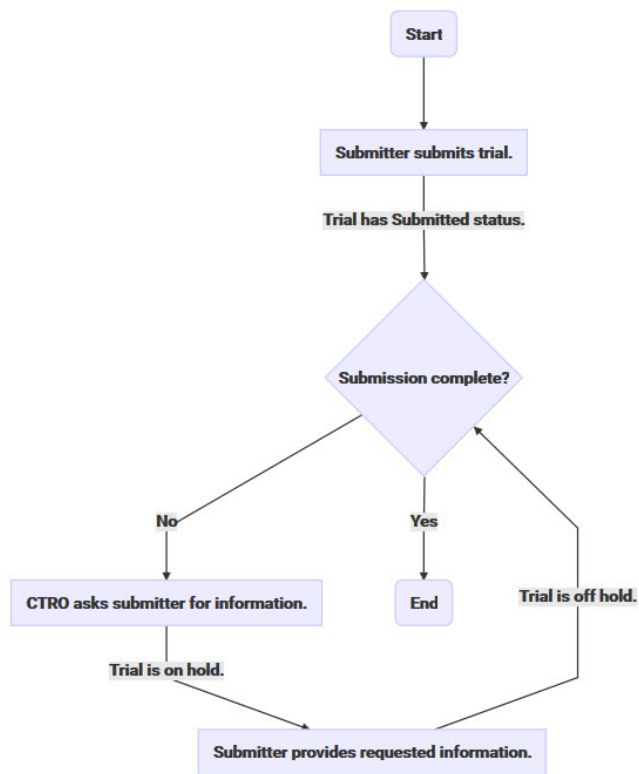 Start
Submitter submits trial.
Trial has Submitted status.
Submission complete?
No
Yes
CTRO asks submitter for information.
End
Trial is off hold.
Trial is on hold.
Submitter provides requested information.